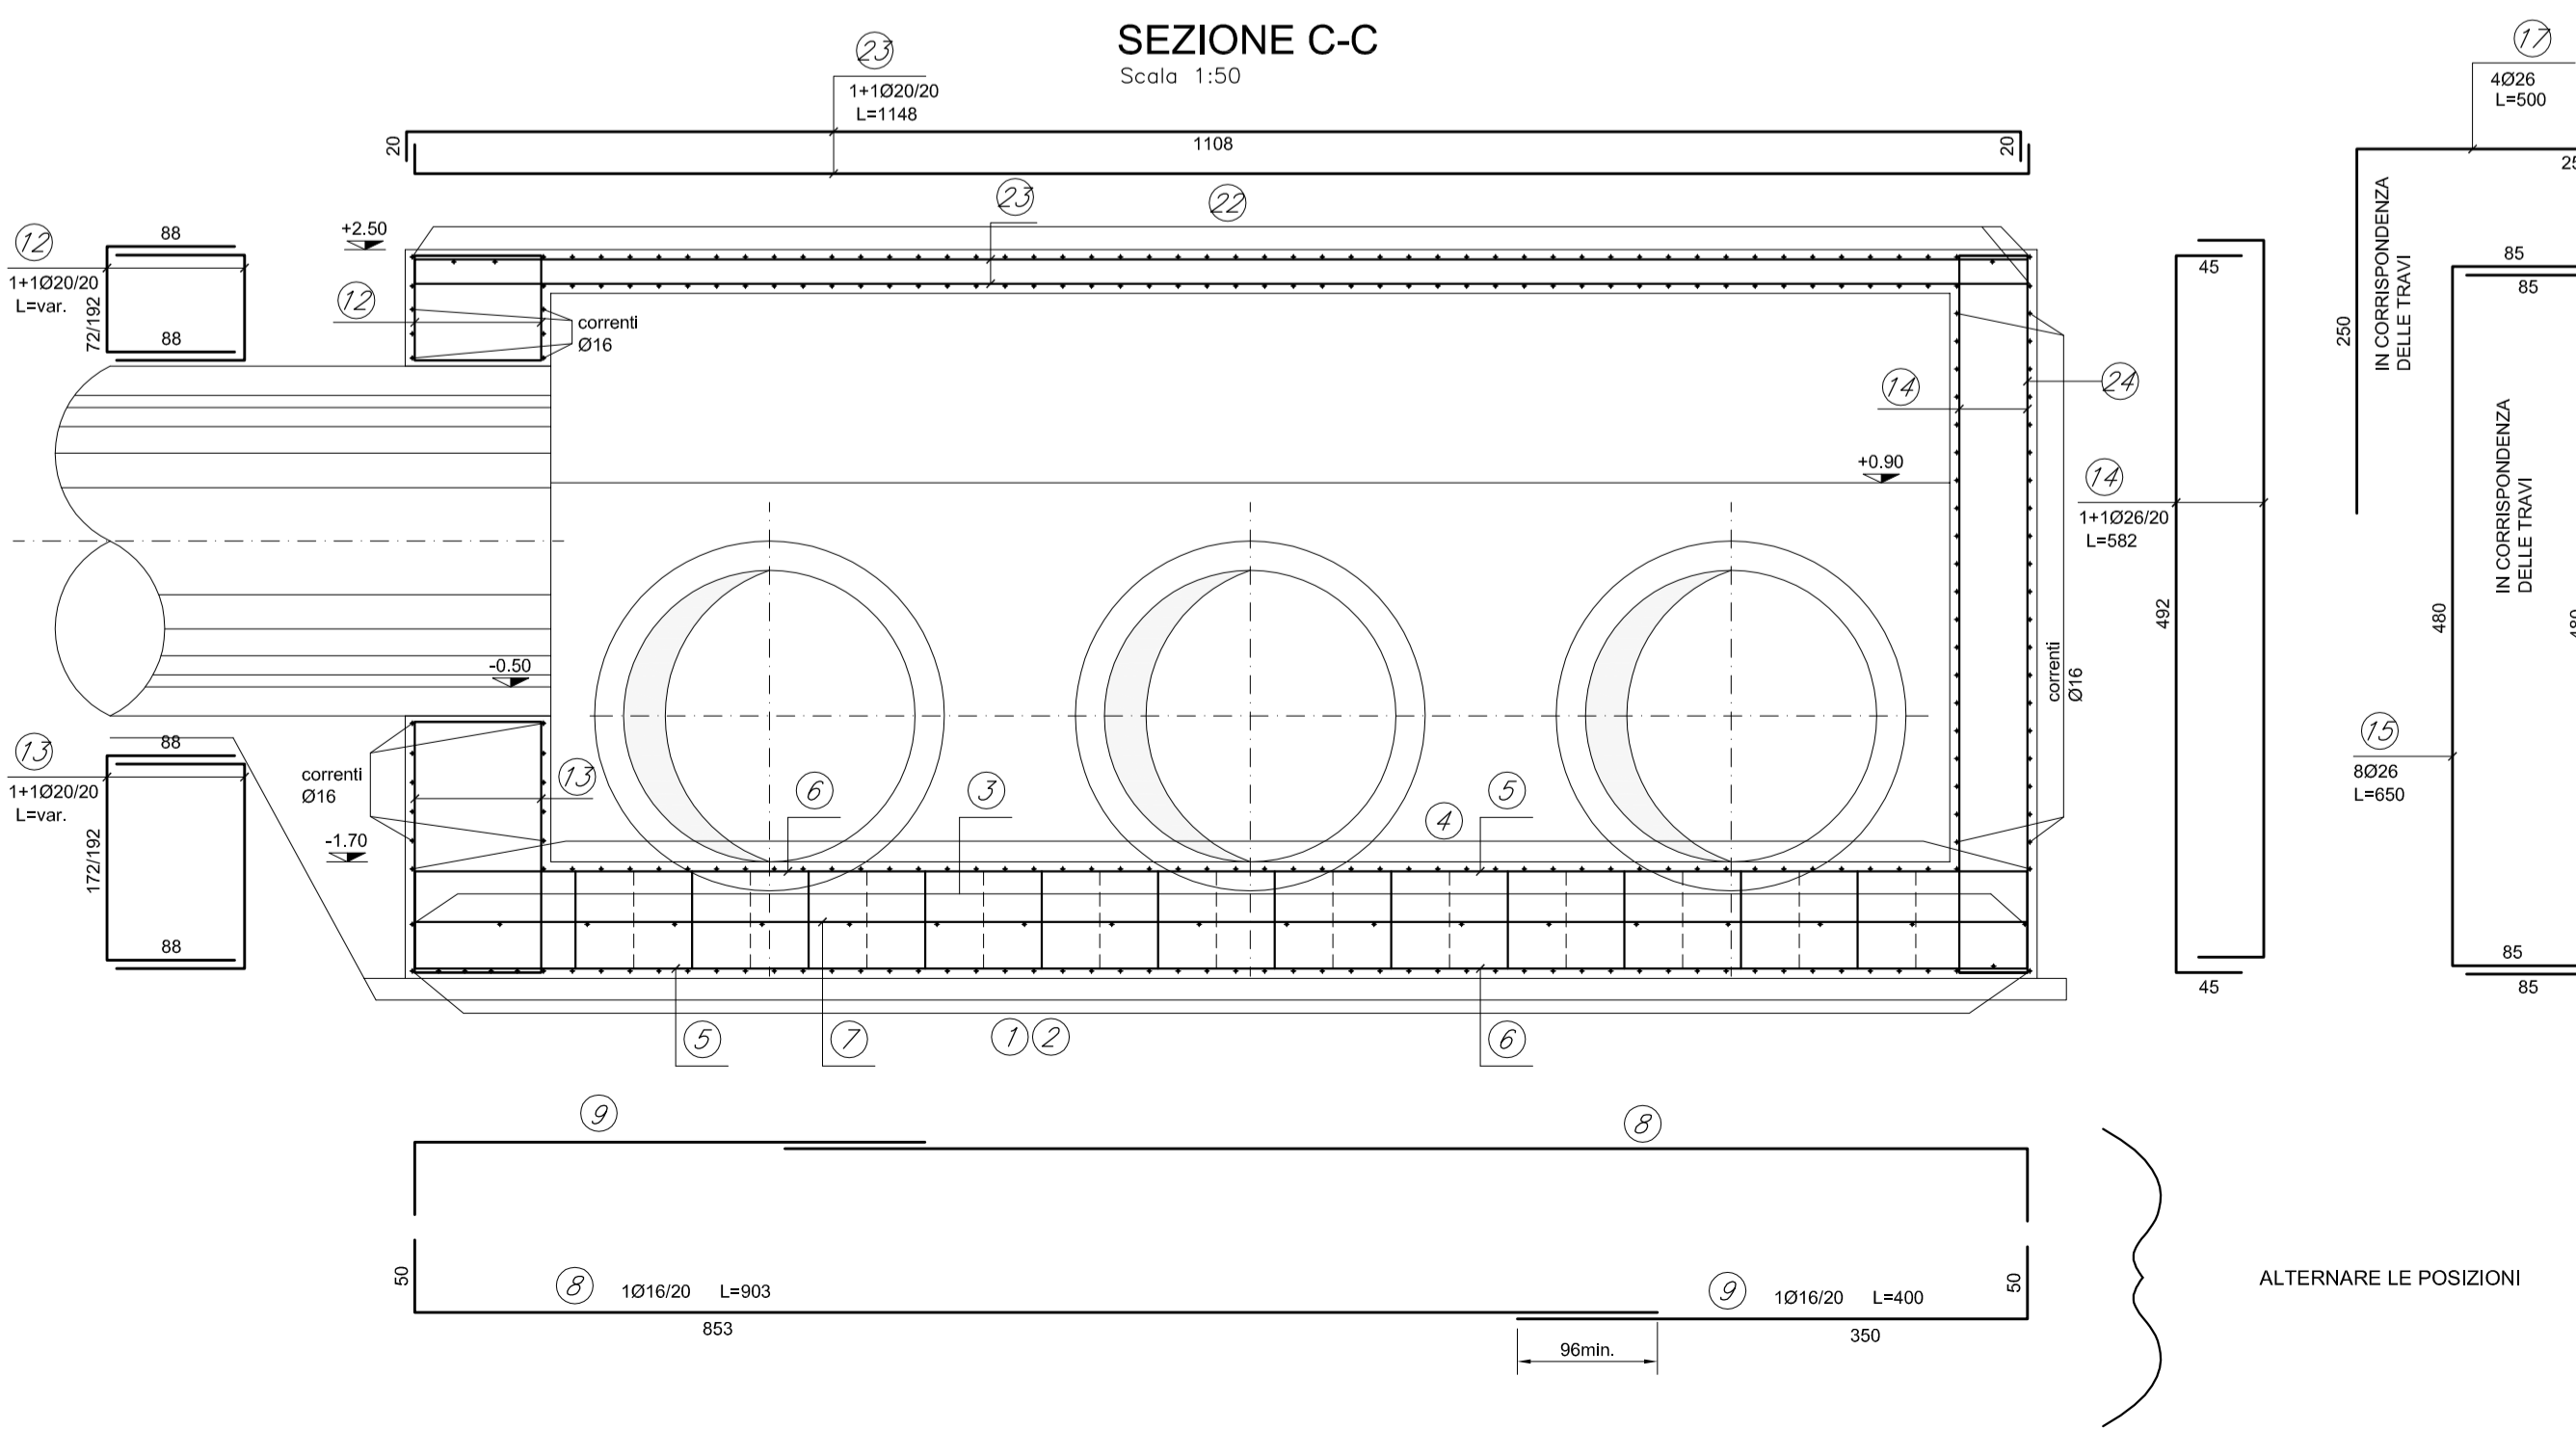 SEZIONE C-C
Scala 1:50
23
1+1Ø20/20
L=1148
20
1108
20
17
4Ø26
L=500
250
IN CORRISPONDENZA
DELLE TRAVI
12
1+1Ø20/20
L=var.
88
72/192
88
+2.50
23
22
12
correnti
Ø16
14
24
+0.90
45
14
1+1Ø26/20
L=582
492
45
correnti
Ø16
85
85
IN CORRISPONDENZA
DELLE TRAVI
480
480
15
8Ø26
L=650
85
85
-0.50
13
1+1Ø20/20
L=var.
88
172/192
88
correnti
Ø16
-1.70
13
6
3
4
5
5
7
1
2
6
9
8
50
8
1Ø16/20 L=903
853
9
1Ø16/20 L=400
50
350
96min.
ALTERNARE LE POSIZIONI